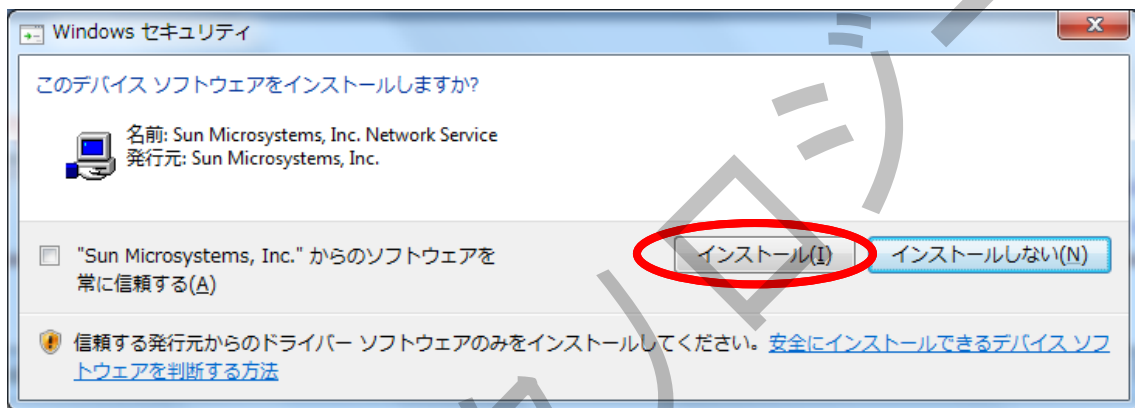 Windows セキュリティ
このデバイス ソフトウェアをインストールしますか?
名前: Sun Microsystems, Inc. Network Service
発行元: Sun Microsystems, Inc.
"Sun Microsystems, Inc." からのソフトウェアを
常に信頼する(A)
インストール(I)
インストールしない(N)
信頼する発行元からのドライバー ソフトウェアのみをインストールしてください。安全にインストールできるデバイス ソフ
トウェアを判断する方法